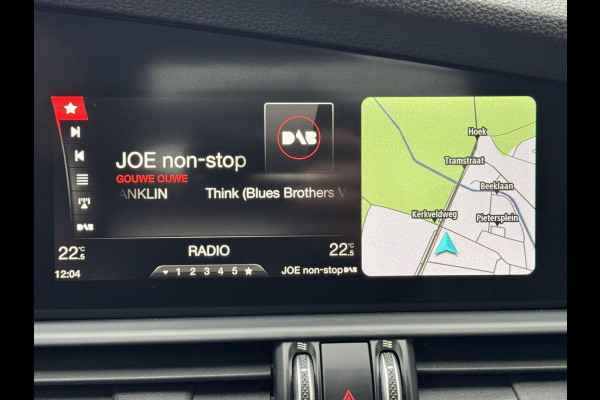 DAB
JOE non-stop
GOUWE OUWE
ANKLIN Think (Blues Brothers V
DAB
22.5 °C
RADIO
22.5 °C
12:04
1 2 3 4 5
JOE non-stop DAB
Hoek
Tramstraat
Beeklaan
Kerkveldweg
Pietersplein